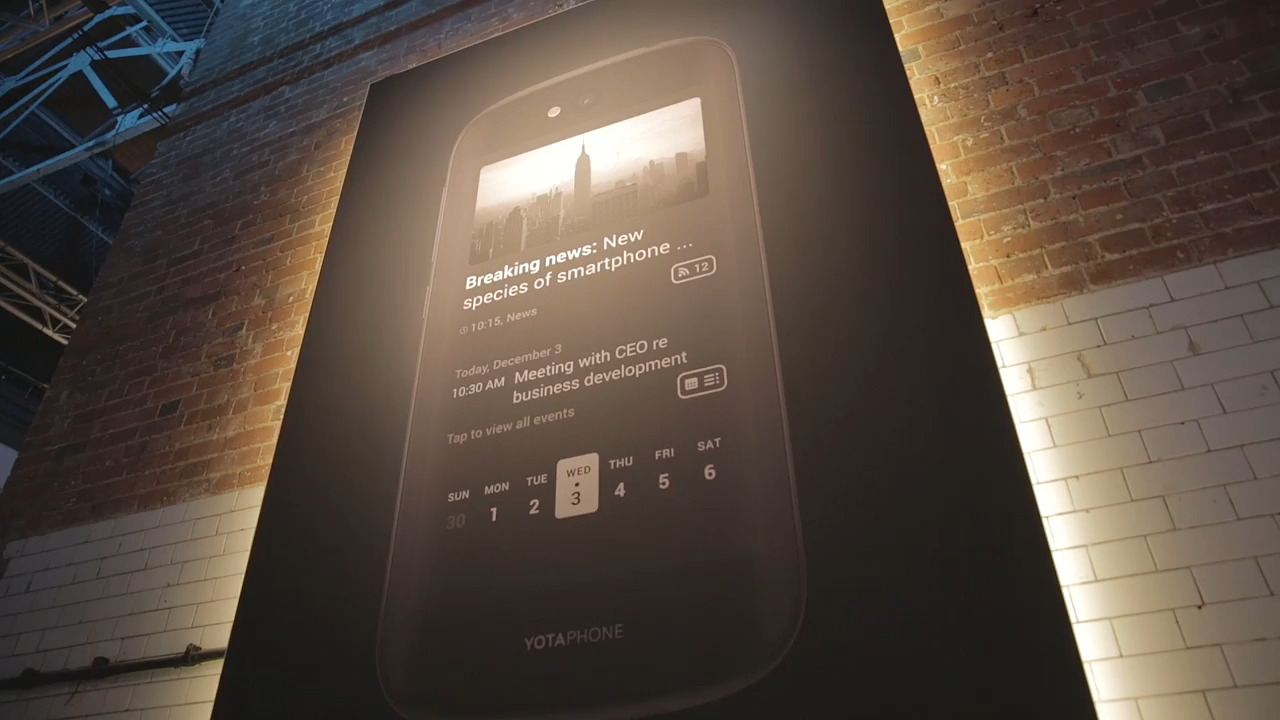 Breaking news: New
species of smartphone ...
12
10:15, News
Today, December 3
10:30 AM Meeting with CEO re
business development
Tap to view all events
SUN MON TUE WED THU FRI SAT
30 1 2 3 4 5 6
YOTAPHONE